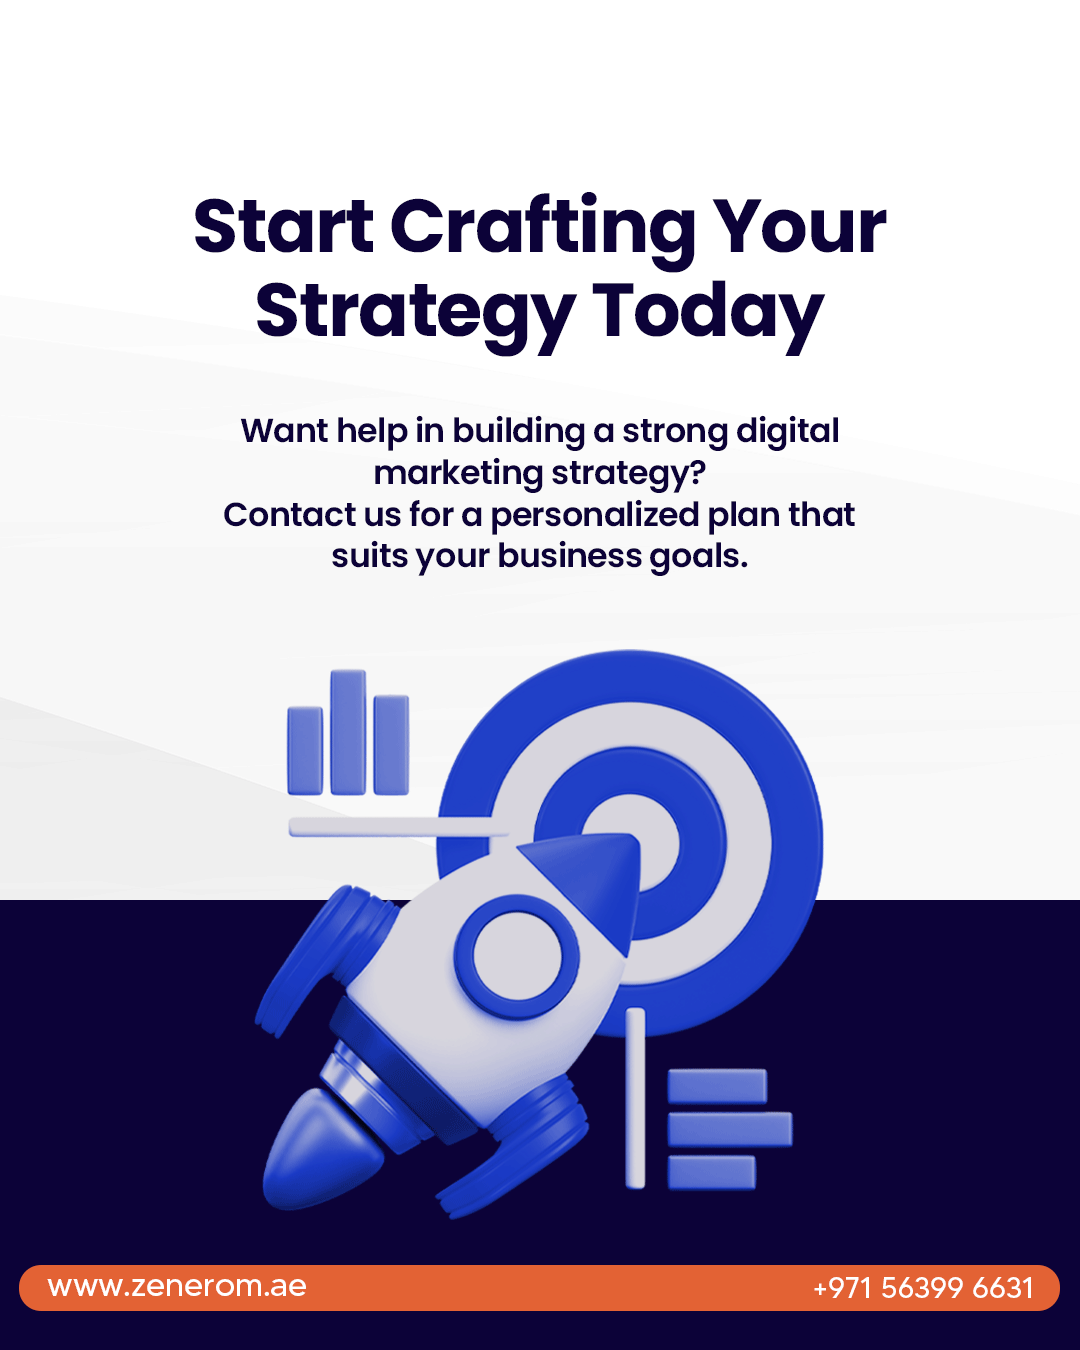 Start Crafting Your
Strategy Today
Want help in building a strong digital
marketing strategy?
Contact us for a personalized plan that
suits your business goals.
www.zenerom.ae
+971 56399 6631